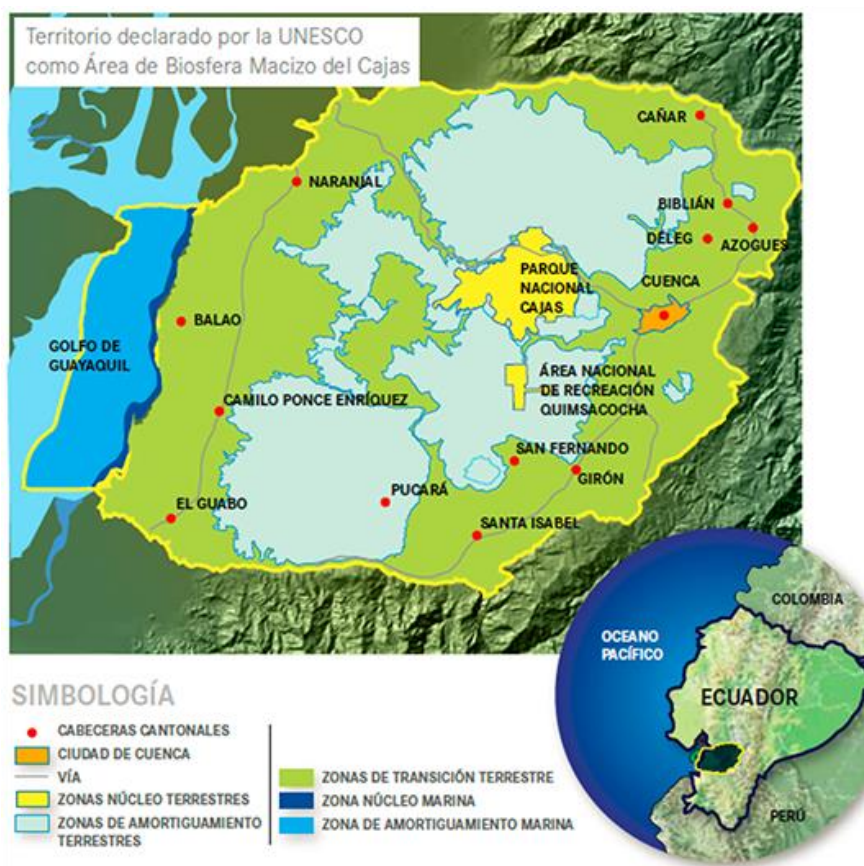 Territorio declarado por la UNESCO
como Área de Biosfera Macizo del Cajas
CAÑAR
NARANJAL
BIBLIÁN
DÉLEG
AZOGUES
PARQUE
NACIONAL
CAJAS
CUENCA
BALAO
GOLFO DE
GUAYAQUIL
ÁREA NACIONAL
DE RECREACIÓN
QUIMSACOCHA
CAMILO PONCE ENRÍQUEZ
SAN FERNANDO
GIRÓN
PUCARÁ
EL GUABO
SANTA ISABEL
COLOMBIA
OCEANO
PACÍFICO
ECUADOR
PERÚ
SIMBOLOGÍA
CABECERAS CANTONALES
CIUDAD DE CUENCA
VÍA
ZONAS NÚCLEO TERRESTRES
ZONAS DE AMORTIGUAMIENTO
TERRESTRES
ZONAS DE TRANSICIÓN TERRESTRE
ZONA NÚCLEO MARINA
ZONA DE AMORTIGUAMIENTO MARINA